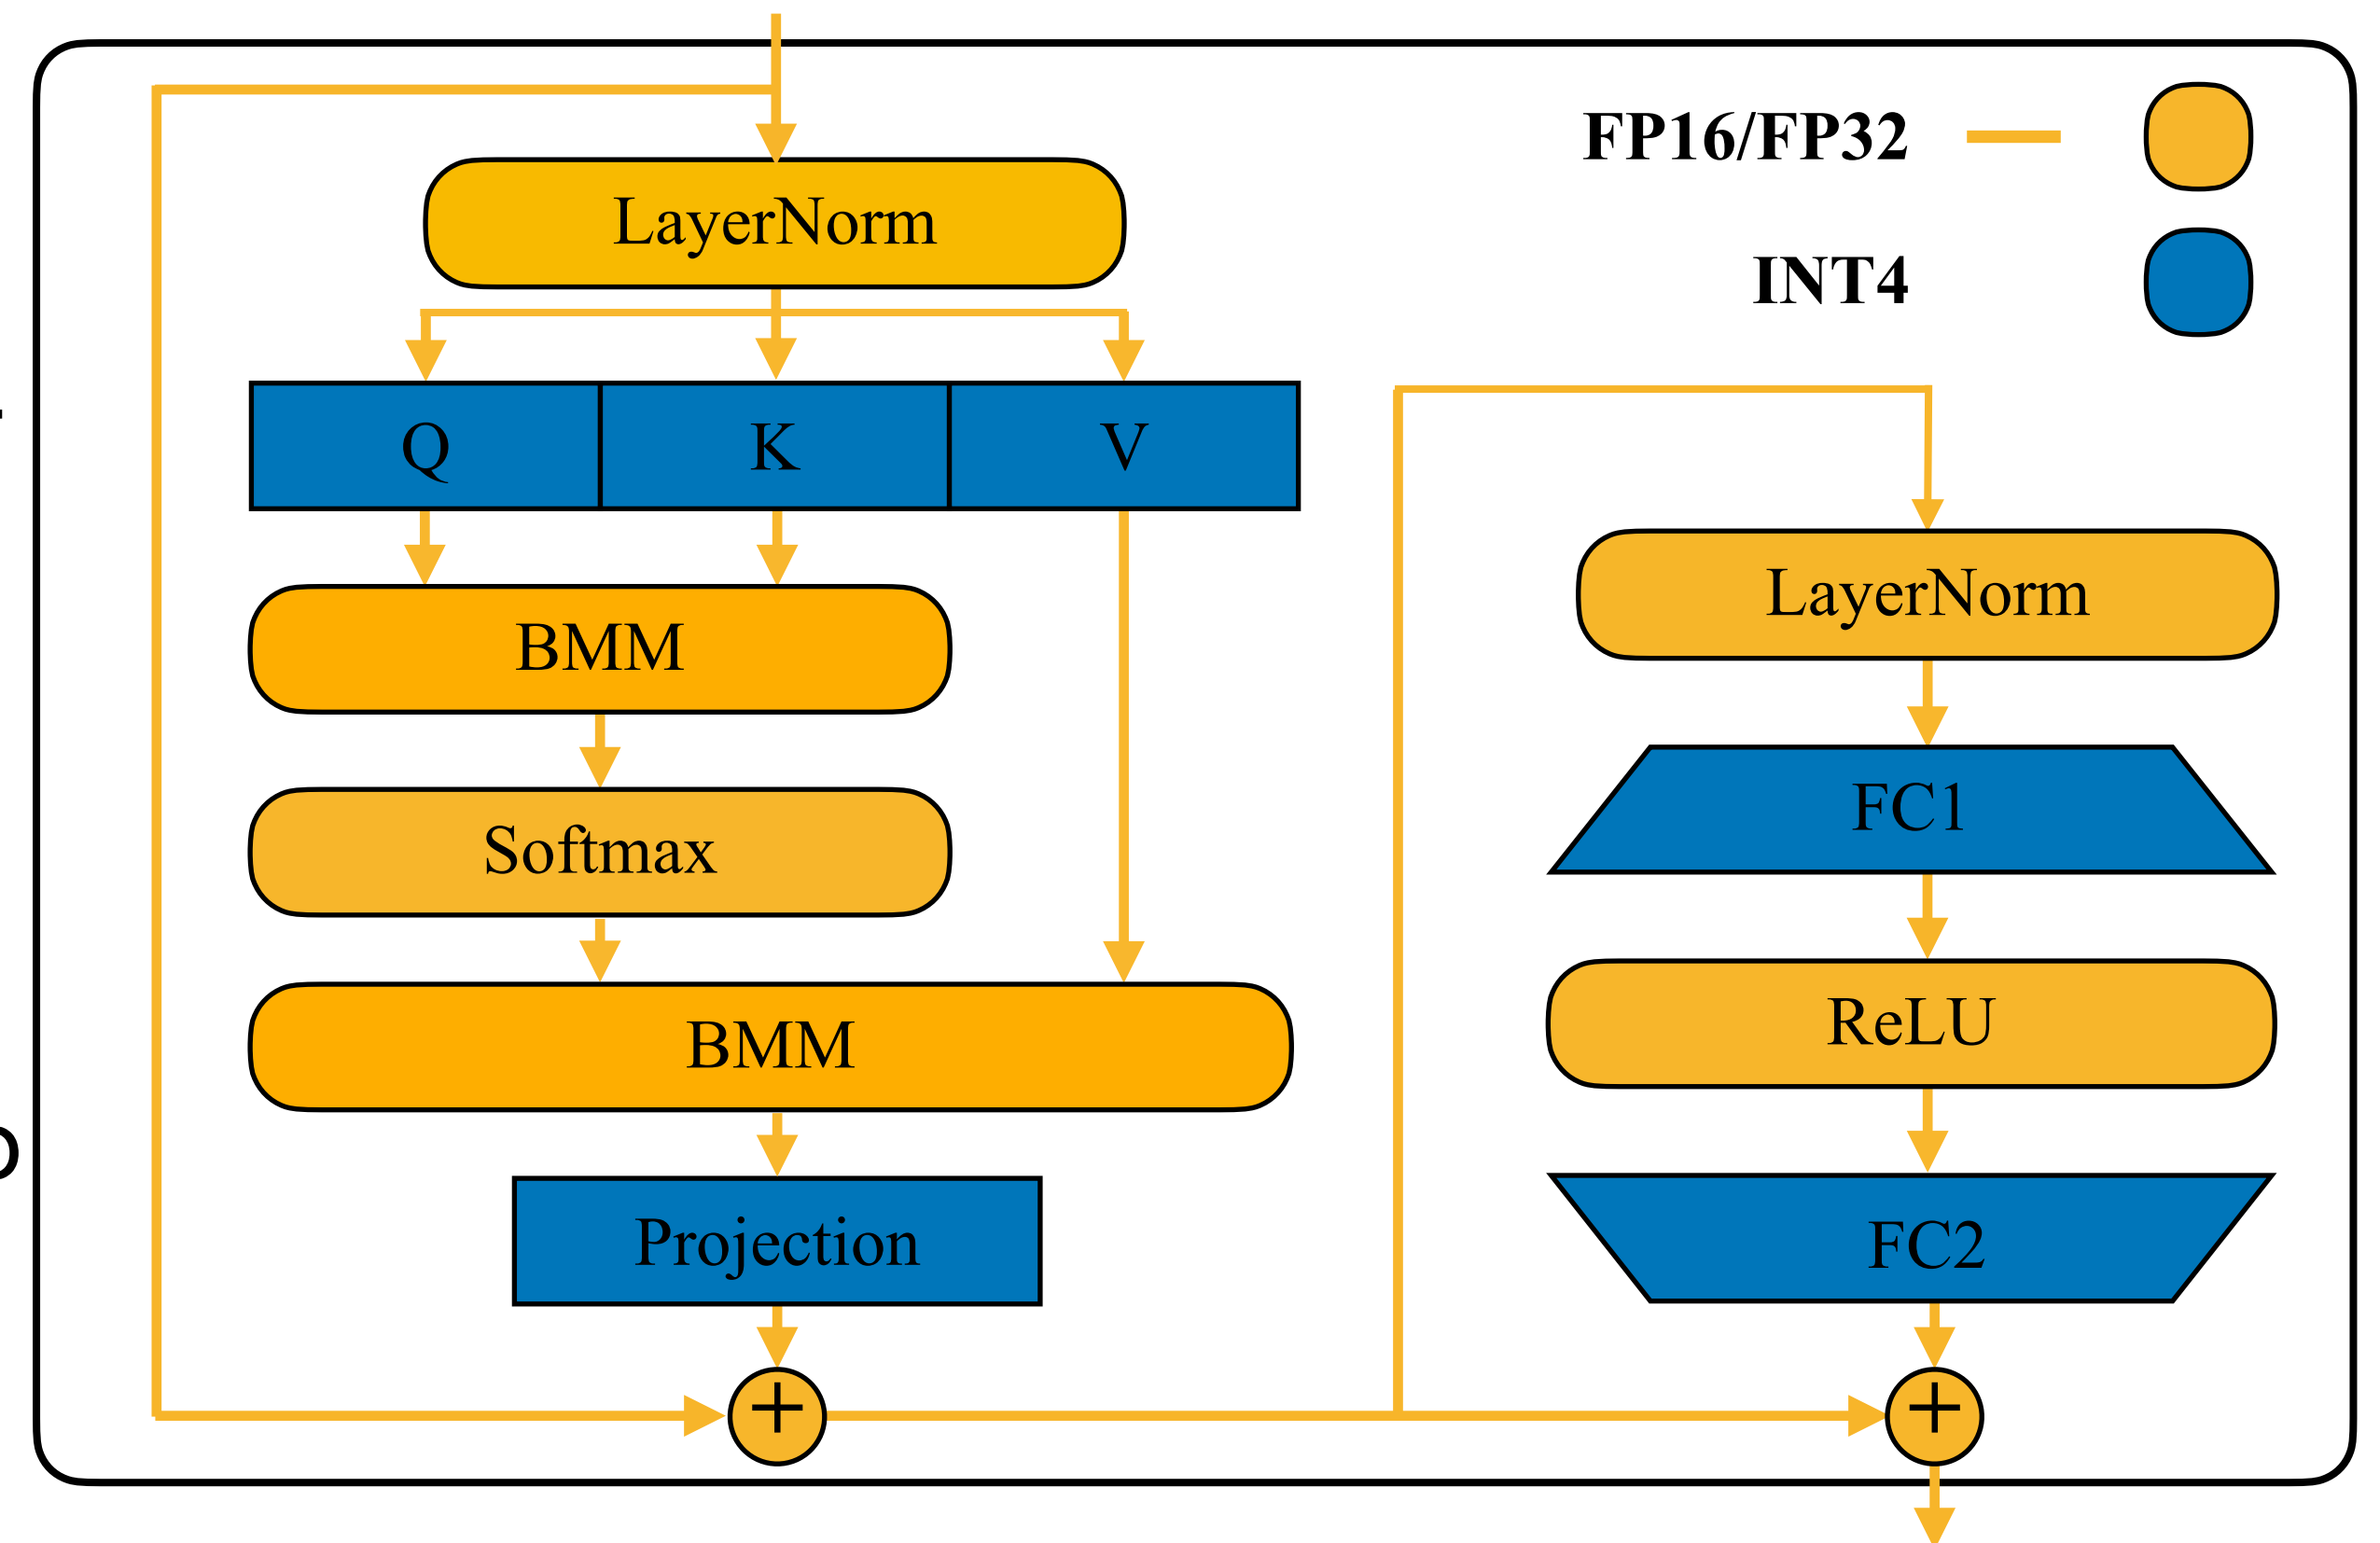 FP16/FP32
INT4
LayerNorm
Q K V
BMM
Softmax
BMM
Projection
+
LayerNorm
FC1
ReLU
FC2
+